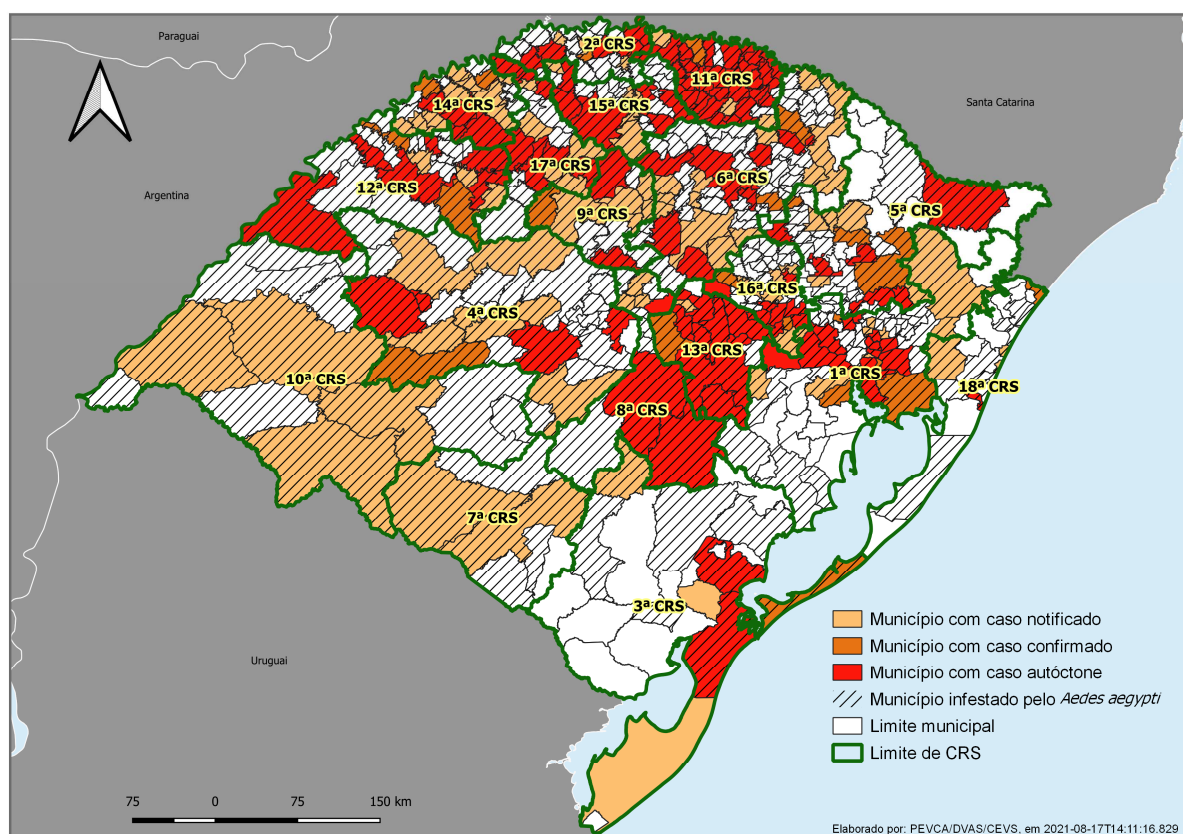 Paraguai
Santa Catarina
Argentina
Uruguai
2ª CRS
11ª CRS
14ª CRS
15ª CRS
17ª CRS
6ª CRS
12ª CRS
9ª CRS
5ª CRS
16ª CRS
4ª CRS
13ª CRS
10ª CRS
1ª CRS
18ª CRS
8ª CRS
7ª CRS
3ª CRS
Município com caso notificado
Município com caso confirmado
Município com caso autóctone
Município infestado pelo Aedes aegypti
Limite municipal
Limite de CRS
75 0 75 150 km
Elaborado por: PEVCA/DVAS/CEVS, em 2021-08-17T14:11:16.829